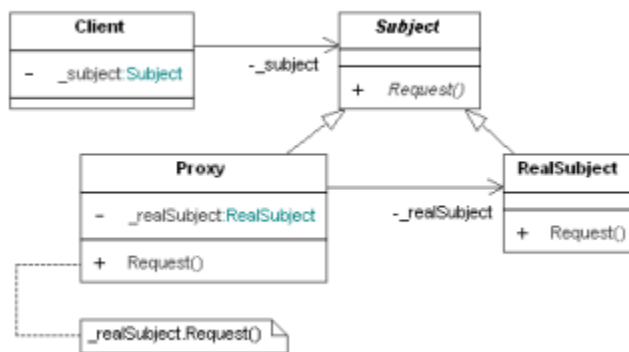 Client
- _subject:Subject
-_subject
Subject
+ Request()
Proxy
- _realSubject:RealSubject
+ Request()
-_realSubject
RealSubject
+ Request()
_realSubject.Request()